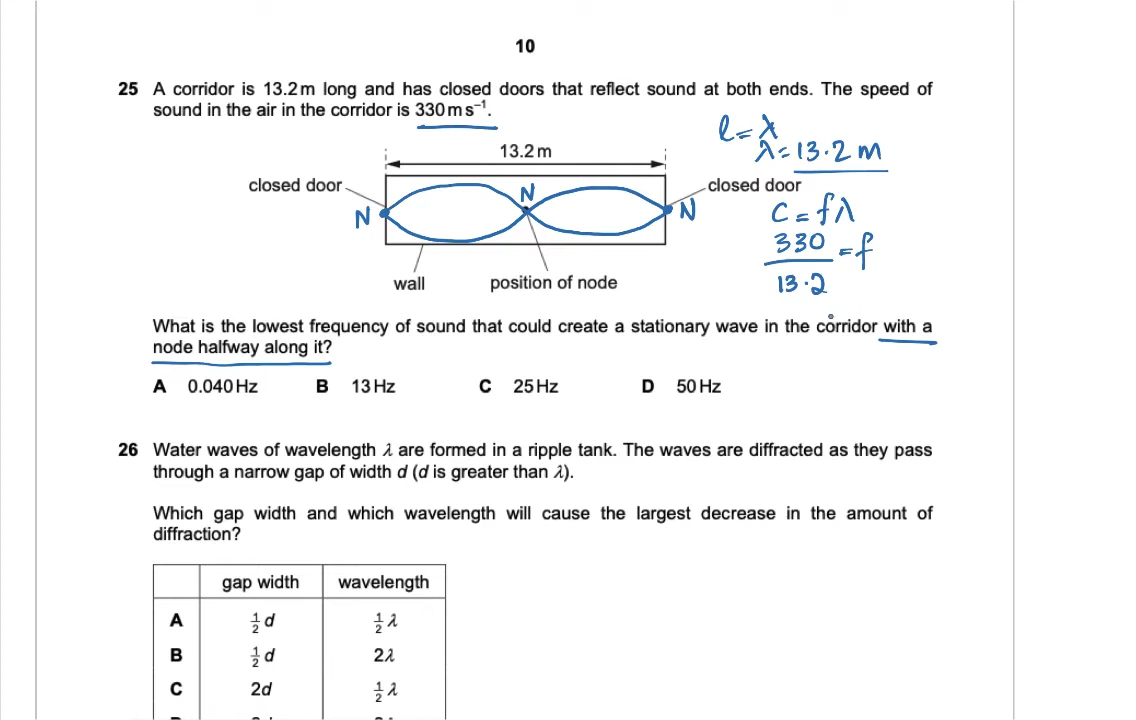 10
25 A corridor is 13.2 m long and has closed doors that reflect sound at both ends. The speed of
sound in the air in the corridor is 330 m s⁻¹.
l = λ
λ = 13.2 m
13.2 m
closed door
closed door
N
N
N
C = fλ
330/13.2 = f
wall
position of node
What is the lowest frequency of sound that could create a stationary wave in the corridor with a
node halfway along it?
A 0.040 Hz B 13 Hz C 25 Hz D 50 Hz
26 Water waves of wavelength λ are formed in a ripple tank. The waves are diffracted as they pass
through a narrow gap of width d (d is greater than λ).
Which gap width and which wavelength will cause the largest decrease in the amount of
diffraction?
gap width wavelength
A ½d ½λ
B ½d 2λ
C 2d ½λ